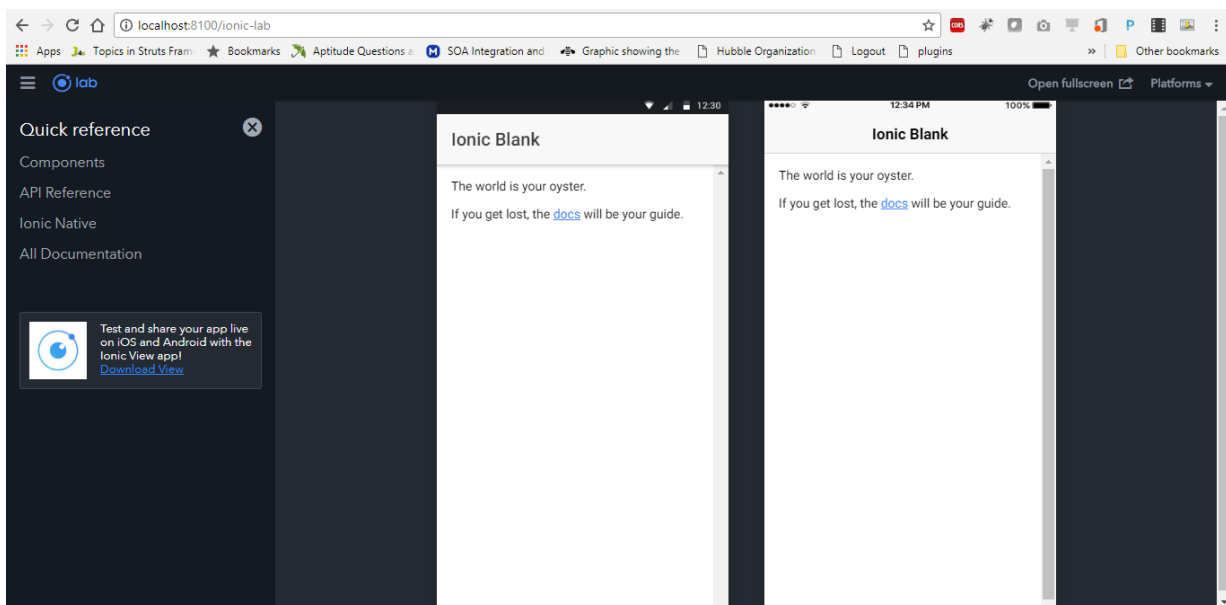 localhost:8100/ionic-lab
CORS
P
Apps Topics in Struts Fram Bookmarks Aptitude Questions a M SOA Integration and Graphic showing the Hubble Organization Logout plugins » Other bookmarks
lab
Open fullscreen Platforms
Quick reference
Components
API Reference
Ionic Native
All Documentation
Test and share your app live
on iOS and Android with the
Ionic View app!
Download View
12:30
Ionic Blank
The world is your oyster.
If you get lost, the docs will be your guide.
12:34 PM 100%
Ionic Blank
The world is your oyster.
If you get lost, the docs will be your guide.